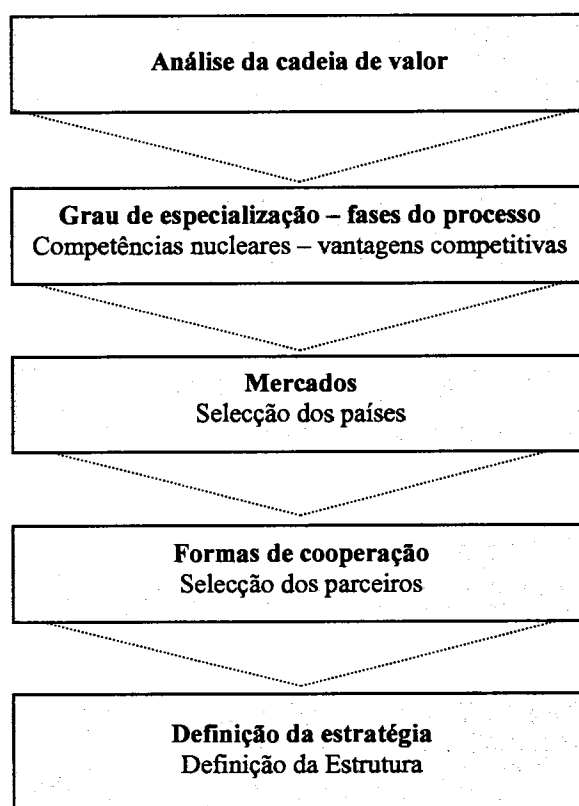 Análise da cadeia de valor
Grau de especialização – fases do processo
Competências nucleares – vantagens competitivas
Mercados
Selecção dos países
Formas de cooperação
Selecção dos parceiros
Definição da estratégia
Definição da Estrutura